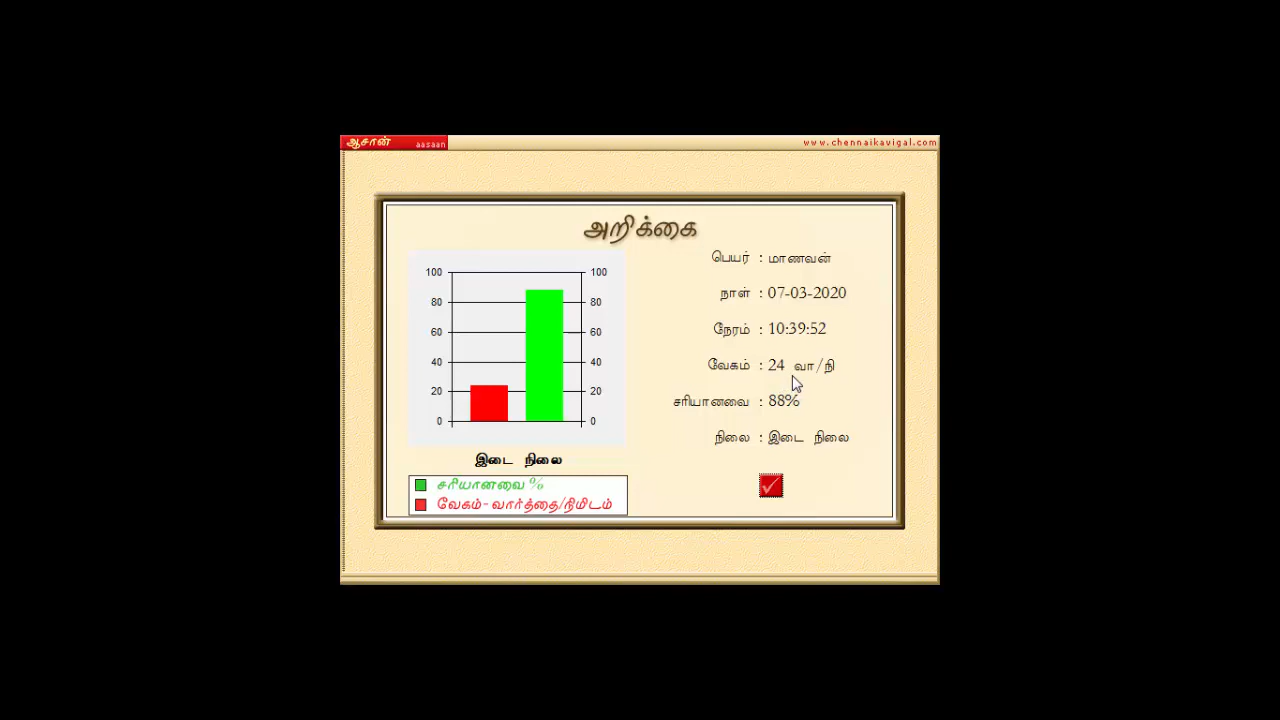 ஆசான் aasaan www.chennaikavigal.com
அறிக்கை
பெயர் : மாணவன்
நாள் : 07-03-2020
நேரம் : 10:39:52
வேகம் : 24 வா/நி
சரியானவை : 88%
நிலை : இடை நிலை
100 100
80 80
60 60
40 40
20 20
0 0
இடை நிலை
சரியானவை %
வேகம்-வார்த்தை/நிமிடம்